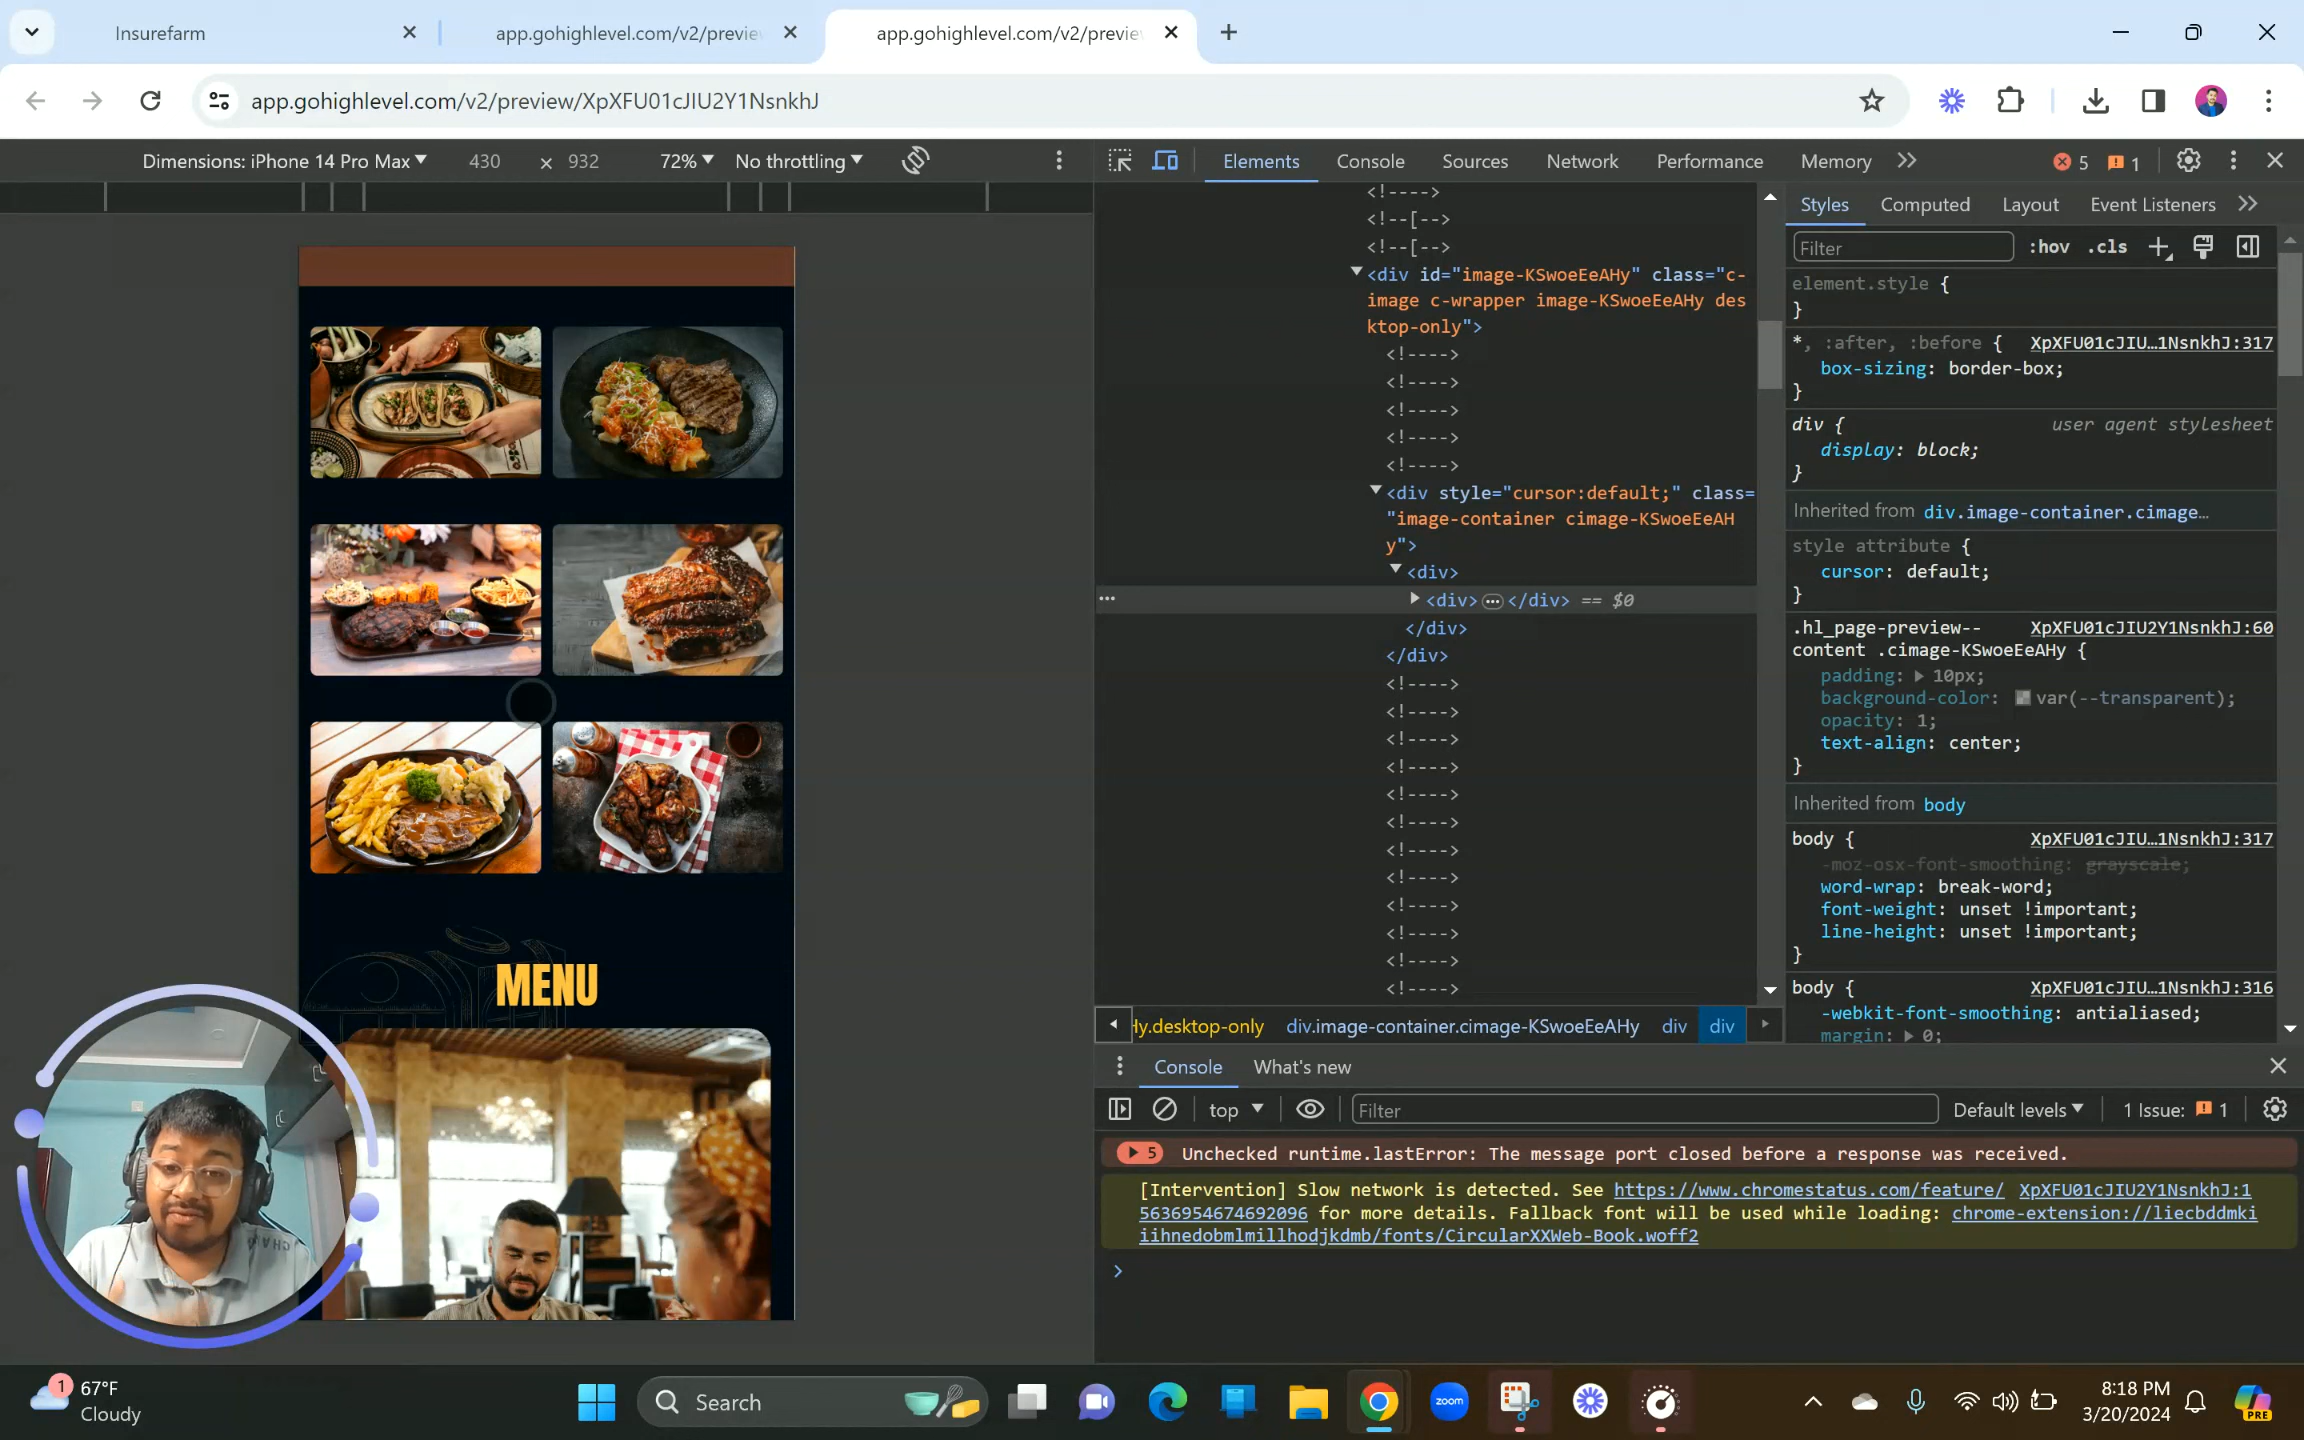 Insurefarm
app.gohighlevel.com/v2/previe
app.gohighlevel.com/v2/previe
app.gohighlevel.com/v2/preview/XpXFU01cJIU2Y1NsnkhJ
Dimensions: iPhone 14 Pro Max 430 × 932 72% No throttling
Elements Console Sources Network Performance Memory 5 1
<!---->
<!--[-->
<!--[-->
<div id="image-KSwoeEeAHy" class="c-
image c-wrapper image-KSwoeEeAHy des
ktop-only">
<!---->
<!---->
<!---->
<!---->
<!---->
<div style="cursor:default;" class=
"image-container cimage-KSwoeEeAH
y">
<div>
<div>…</div> == $0
</div>
</div>
<!---->
<!---->
<!---->
<!---->
<!---->
<!---->
<!---->
<!---->
<!---->
<!---->
<!---->
<!---->
Hy.desktop-only div.image-container.cimage-KSwoeEeAHy div div
Styles Computed Layout Event Listeners
Filter :hov .cls
element.style {
}
*, :after, :before { XpXFU01cJIU…1NsnkhJ:317
box-sizing: border-box;
}
div { user agent stylesheet
display: block;
}
Inherited from div.image-container.cimage…
style attribute {
cursor: default;
}
.hl_page-preview-- XpXFU01cJIU2Y1NsnkhJ:60
content .cimage-KSwoeEeAHy {
padding: 10px;
background-color: var(--transparent);
opacity: 1;
text-align: center;
}
Inherited from body
body { XpXFU01cJIU…1NsnkhJ:317
-moz-osx-font-smoothing: grayscale;
word-wrap: break-word;
font-weight: unset !important;
line-height: unset !important;
}
body { XpXFU01cJIU…1NsnkhJ:316
-webkit-font-smoothing: antialiased;
margin: 0;
MENU
Console What's new
top Filter Default levels 1 Issue: 1
5 Unchecked runtime.lastError: The message port closed before a response was received.
[Intervention] Slow network is detected. See https://www.chromestatus.com/feature/ XpXFU01cJIU2Y1NsnkhJ:1
5636954674692096 for more details. Fallback font will be used while loading: chrome-extension://liecbddmki
iihnedobmlmillhodjkdmb/fonts/CircularXXWeb-Book.woff2
1 67°F
Cloudy
Search
zoom
8:18 PM
3/20/2024
PRE